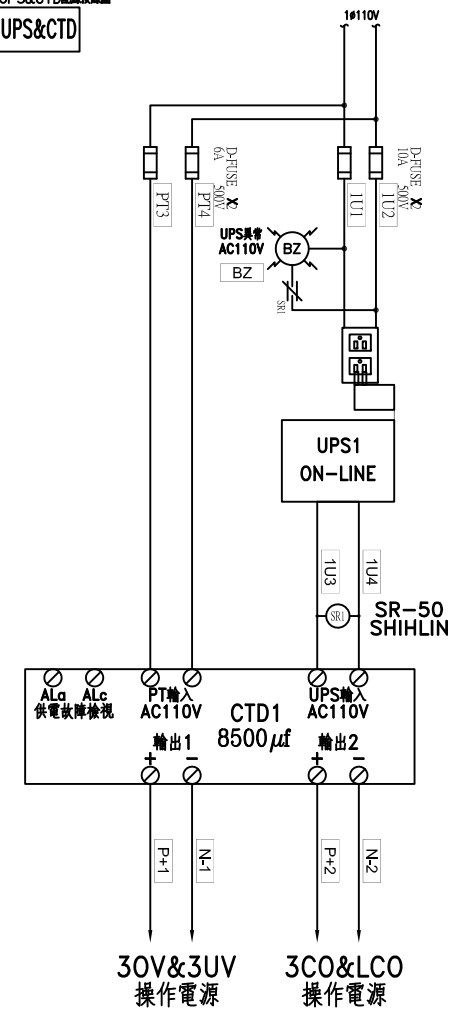 UPS&CTD
1ø110V
D-FUSE X2
6A 500V
D-FUSE X2
10A 500V
PT3
PT4
1U1
1U2
UPS異常
AC110V
BZ
BZ
SR1
UPS1
ON-LINE
1U3
1U4
SR1
SR-50
SHIHLIN
ALa
ALc
供電故障檢視
PT輸入
AC110V
CTD1
8500μf
UPS輸入
AC110V
輸出1
輸出2
+
−
+
−
P+1
N-1
P+2
N-2
3OV&3UV
操作電源
3CO&LCO
操作電源